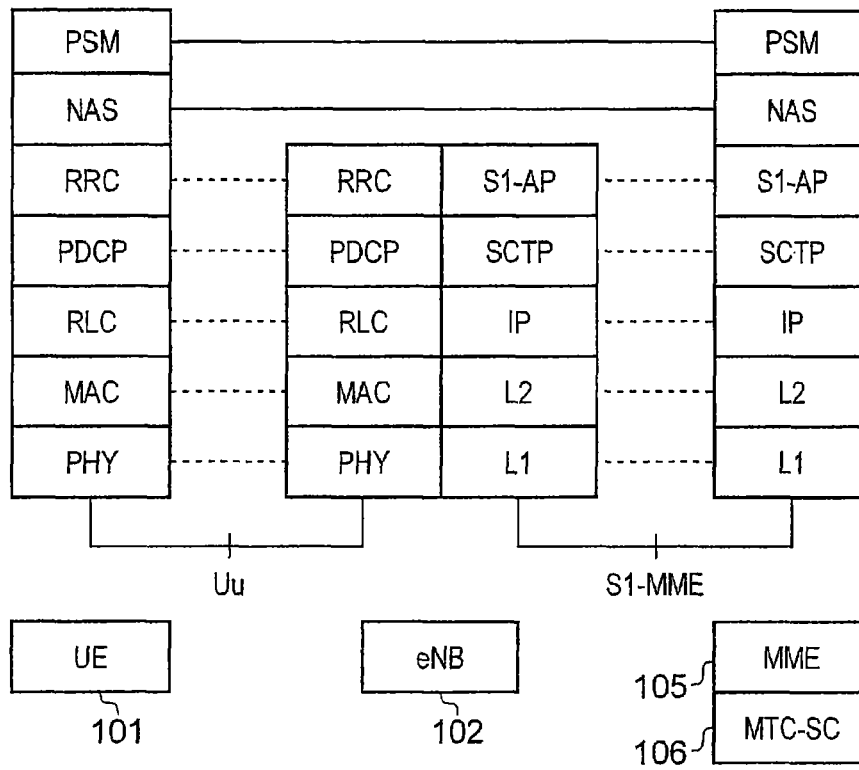 PSM PSM
NAS NAS
RRC RRC S1-AP S1-AP
PDCP PDCP SCTP SCTP
RLC RLC IP IP
MAC MAC L2 L2
PHY PHY L1 L1
Uu S1-MME
UE eNB MME
101 102 105
MTC-SC
106